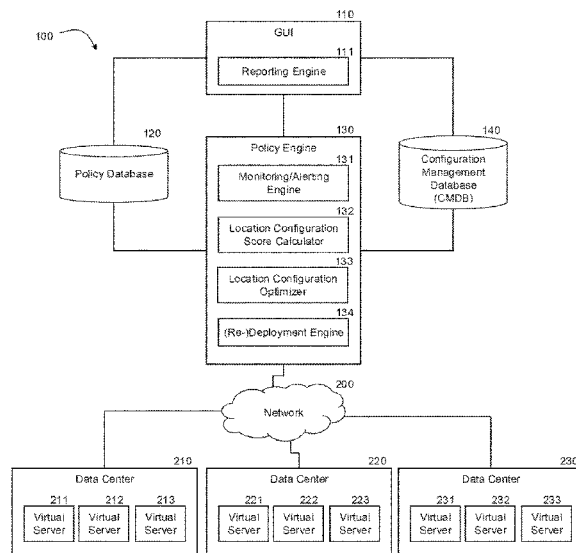 100
110
GUI
111
Reporting Engine
120
Policy Database
130
Policy Engine
131
Monitoring/Alerting
Engine
132
Location Configuration
Score Calculator
133
Location Configuration
Optimizer
134
(Re-)Deployment Engine
140
Configuration
Management
Database
(CMDB)
200
Network
210
Data Center
211
Virtual
Server
212
Virtual
Server
213
Virtual
Server
220
Data Center
221
Virtual
Server
222
Virtual
Server
223
Virtual
Server
230
Data Center
231
Virtual
Server
232
Virtual
Server
233
Virtual
Server